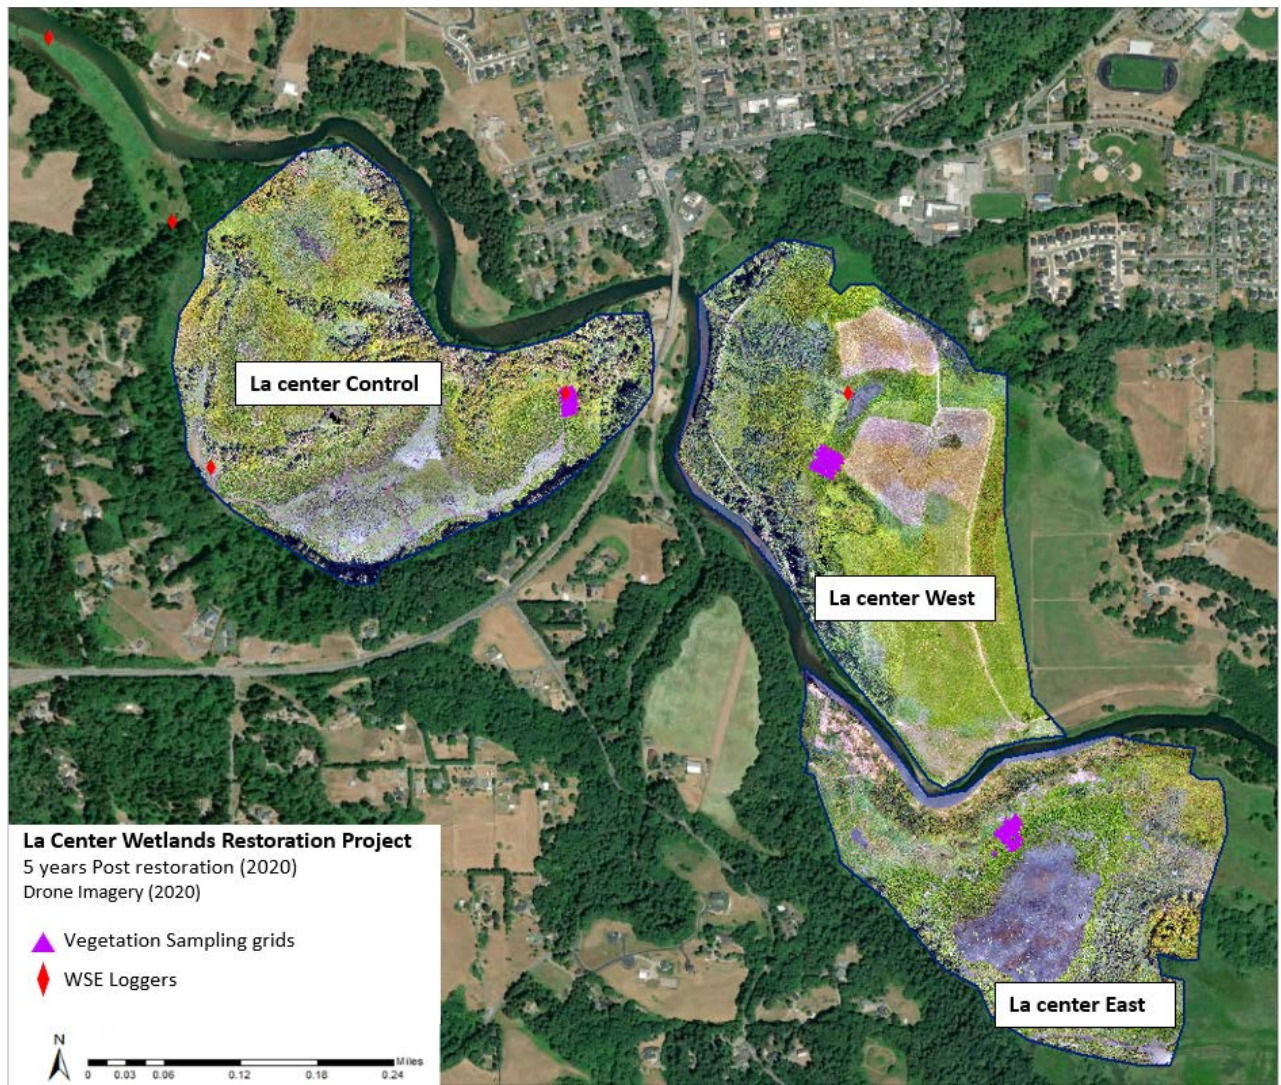 La center Control
La center West
La center East
La Center Wetlands Restoration Project
5 years Post restoration (2020)
Drone Imagery (2020)
Vegetation Sampling grids
WSE Loggers
N
Miles
0 0.03 0.06 0.12 0.18 0.24